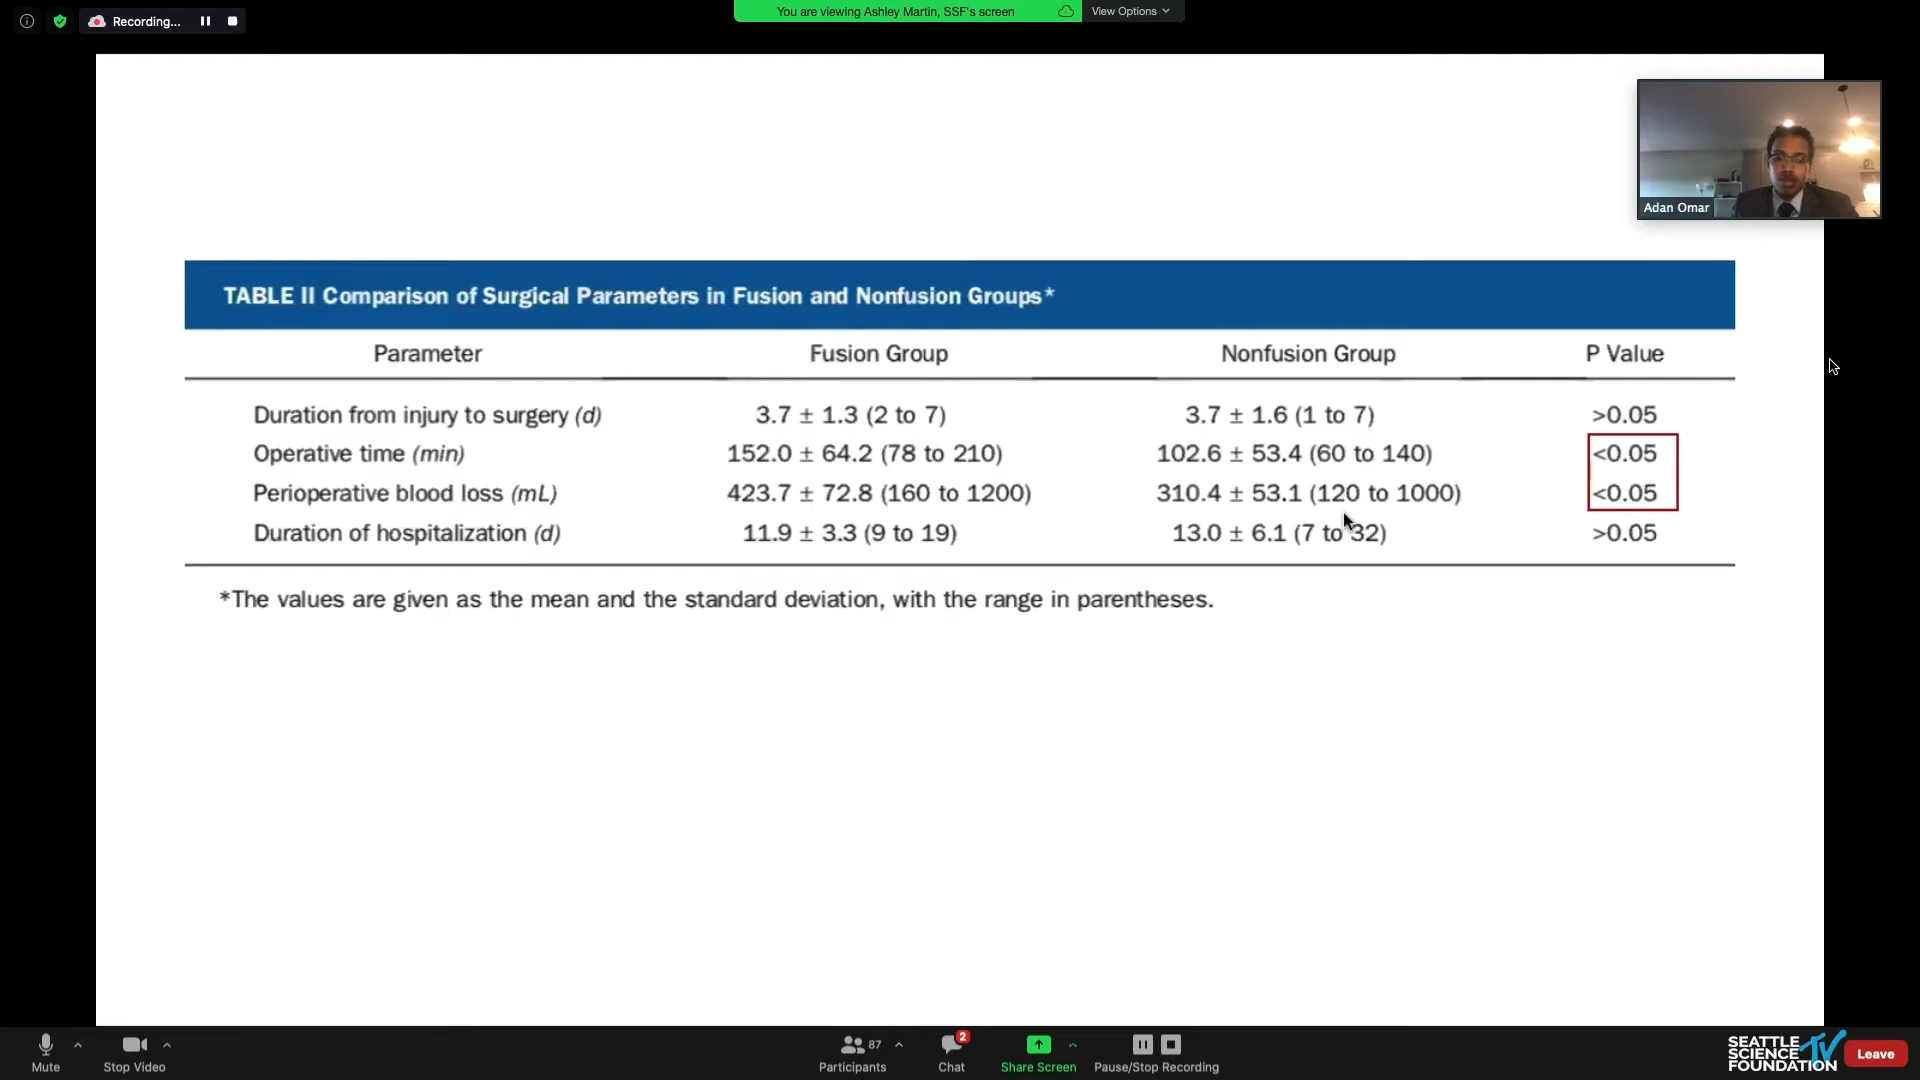 Recording...
You are viewing Ashley Martin, SSF's screen
View Options
Adan Omar
TABLE II Comparison of Surgical Parameters in Fusion and Nonfusion Groups*
Parameter Fusion Group Nonfusion Group P Value
Duration from injury to surgery (d) 3.7 ± 1.3 (2 to 7) 3.7 ± 1.6 (1 to 7) >0.05
Operative time (min) 152.0 ± 64.2 (78 to 210) 102.6 ± 53.4 (60 to 140) <0.05
Perioperative blood loss (mL) 423.7 ± 72.8 (160 to 1200) 310.4 ± 53.1 (120 to 1000) <0.05
Duration of hospitalization (d) 11.9 ± 3.3 (9 to 19) 13.0 ± 6.1 (7 to 32) >0.05
*The values are given as the mean and the standard deviation, with the range in parentheses.
Mute
Stop Video
87
Participants
2
Chat
Share Screen
Pause/Stop Recording
SEATTLE
SCIENCE TV
FOUNDATION
Leave